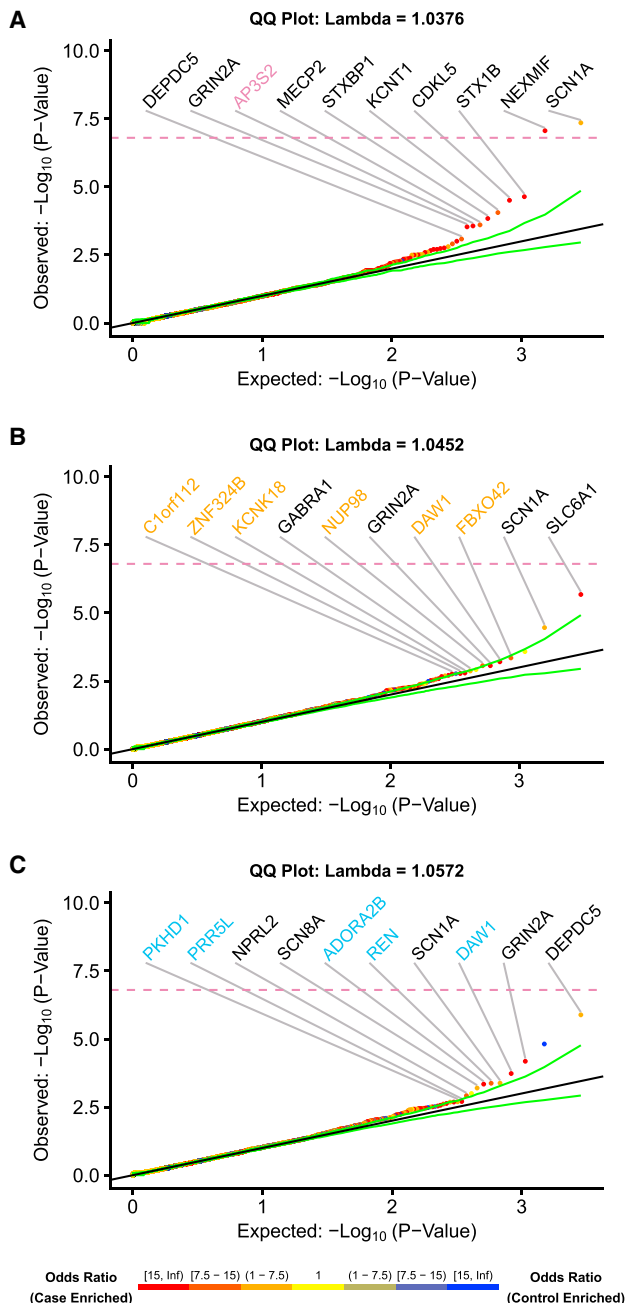 A
QQ Plot: Lambda = 1.0376
DEPDC5
GRIN2A
AP3S2
MECP2
STXBP1
KCNT1
CDKL5
STX1B
NEXMIF
SCN1A
Observed: −Log10 (P−Value)
10.0
7.5
5.0
2.5
0.0
0 1 2 3
Expected: −Log10 (P−Value)
B
QQ Plot: Lambda = 1.0452
C1orf112
ZNF324B
KCNK18
GABRA1
NUP98
GRIN2A
DAW1
FBXO42
SCN1A
SLC6A1
Observed: −Log10 (P−Value)
10.0
7.5
5.0
2.5
0.0
0 1 2 3
Expected: −Log10 (P−Value)
C
QQ Plot: Lambda = 1.0572
PKHD1
PRR5L
NPRL2
SCN8A
ADORA2B
REN
SCN1A
DAW1
GRIN2A
DEPDC5
Observed: −Log10 (P−Value)
10.0
7.5
5.0
2.5
0.0
0 1 2 3
Expected: −Log10 (P−Value)
Odds Ratio
(Case Enriched)
[15, Inf) [7.5 − 15) (1 − 7.5) 1 (1 − 7.5) [7.5 − 15) [15, Inf)
Odds Ratio
(Control Enriched)